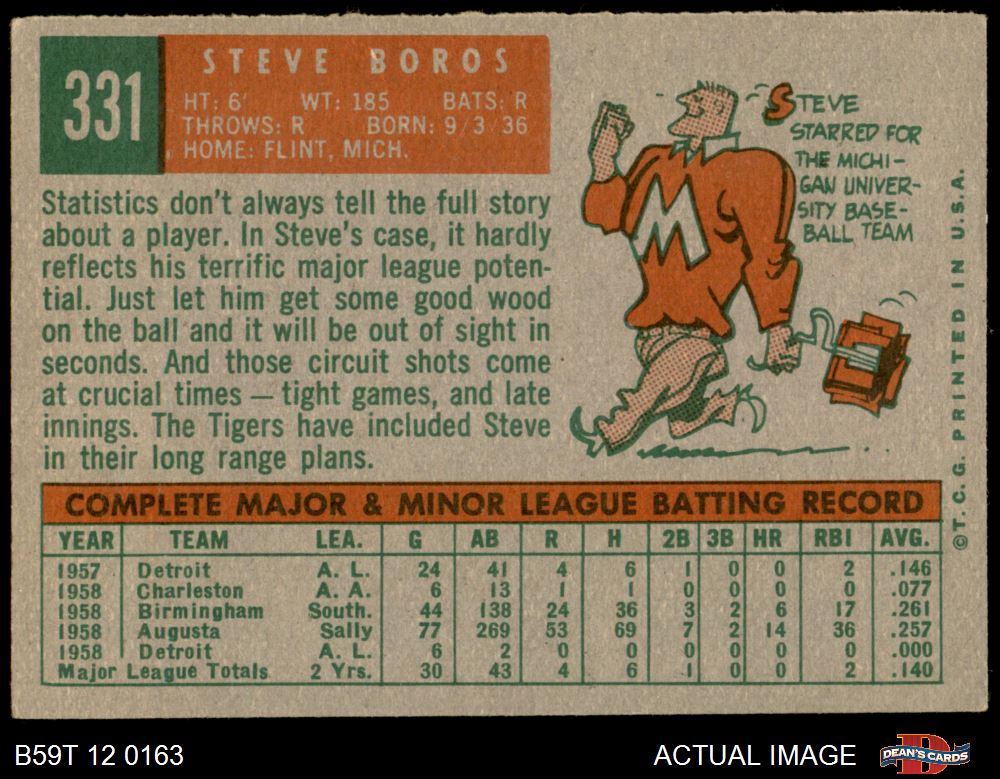 331
STEVE BOROS
HT: 6' WT: 185 BATS: R
THROWS: R BORN: 9/3/36
HOME: FLINT, MICH.
Statistics don't always tell the full story
about a player. In Steve's case, it hardly
reflects his terrific major league poten-
tial. Just let him get some good wood
on the ball and it will be out of sight in
seconds. And those circuit shots come
at crucial times — tight games, and late
innings. The Tigers have included Steve
in their long range plans.
STEVE
STARRED FOR
THE MICHI-
GAN UNIVER-
SITY BASE-
BALL TEAM
M
©T.C.G. PRINTED IN U.S.A.
COMPLETE MAJOR & MINOR LEAGUE BATTING RECORD
YEAR TEAM LEA. G AB R H 2B 3B HR RBI AVG.
1957 Detroit A. L. 24 41 4 6 1 0 0 2 .146
1958 Charleston A. A. 6 13 1 1 0 0 0 0 .077
1958 Birmingham South. 44 138 24 36 3 2 6 17 .261
1958 Augusta Sally 77 269 53 69 7 2 14 36 .257
1958 Detroit A. L. 6 2 0 0 0 0 0 0 .000
Major League Totals 2 Yrs. 30 43 4 6 1 0 0 2 .140
B59T 12 0163
ACTUAL IMAGE
D
DEAN'S CARDS